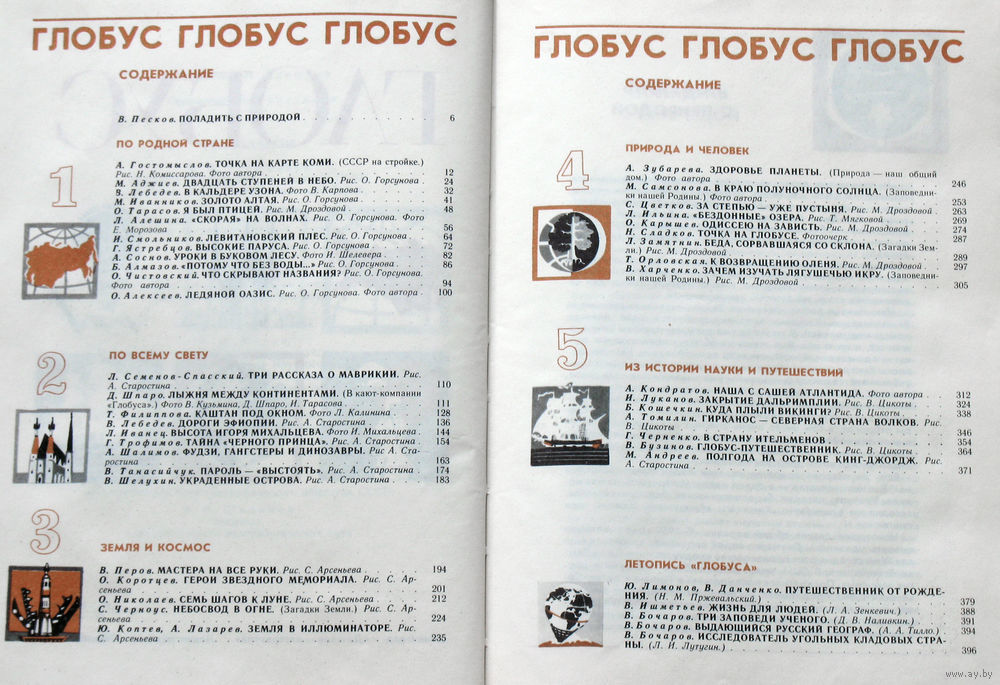 ГЛОБУС ГЛОБУС ГЛОБУС
СОДЕРЖАНИЕ
В. Песков. ПОЛАДИТЬ С ПРИРОДОЙ . . . 6
ПО РОДНОЙ СТРАНЕ
1
А. Гостомыслов. ТОЧКА НА КАРТЕ КОМИ. (СССР на стройке.)
Рис. Н. Комиссарова. Фото автора . . . 12
М. Аджиев. ДВАДЦАТЬ СТУПЕНЕЙ В НЕБО. Рис. О. Горсунова . 24
В. Лебедев. В КАЛЬДЕРЕ УЗОНА. Фото В. Карпова . . . 32
М. Иванников. ЗОЛОТО АЛТАЯ. Рис. О. Горсунова . . . 41
О. Тарасов. Я БЫЛ ПТИЦЕЙ. Рис. М. Дроздовой . . . 48
Л. Алешина. «СКОРАЯ» НА ВОЛНАХ. Рис. О. Горсунова. Фото
Е. Морозова . . . 56
И. Смольников. ЛЕВИТАНОВСКИЙ ПЛЕС. Рис. О. Горсунова . 64
Г. Ястребцов. ВЫСОКИЕ ПАРУСА. Рис. О. Горсунова . . . 72
А. Соснов. УРОКИ В БУКОВОМ ЛЕСУ. Фото И. Шелевера . . 82
Б. Алмазов. «ПОТОМУ ЧТО БЕЗ ВОДЫ...» Рис. О. Горсунова . . 86
О. Чистовский. ЧТО СКРЫВАЮТ НАЗВАНИЯ? Рис. О. Горсунова.
Фото автора . . . 94
О. Алексеев. ЛЕДЯНОЙ ОАЗИС. Рис. О. Горсунова. Фото автора . 100
2
ПО ВСЕМУ СВЕТУ
Л. Семенов-Спасский. ТРИ РАССКАЗА О МАВРИКИИ. Рис.
А. Старостина . . . 110
Д. Шпаро. ЛЫЖНЯ МЕЖДУ КОНТИНЕНТАМИ. (В кают-компании
«Глобуса».) Фото В. Кузьмина, Д. Шпаро, И. Тарасова . . . 111
Т. Филиппова. КАШТАН ПОД ОКНОМ. Фото Л. Калинина . . 128
В. Лебедев. ДОРОГИ ЭФИОПИИ. Рис. А. Старостина . . . 136
Л. Иванец. ВЫСОТА ИГОРЯ МИХАЛЬЦЕВА. Фото И. Михальцева . 144
Г. Трофимов. ТАЙНА «ЧЕРНОГО ПРИНЦА». Рис. А. Старостина . 154
А. Шалимов. ФУДЗИ, ГАНГСТЕРЫ И ДИНОЗАВРЫ. Рис А. Ста-
ростина . . . 163
В. Танасийчук. ПАРОЛЬ — «ВЫСТОЯТЬ». Рис. А. Старостина . . 174
В. Шелухин. УКРАДЕННЫЕ ОСТРОВА. Рис. А. Старостина . . 183
3
ЗЕМЛЯ И КОСМОС
В. Перов. МАСТЕРА НА ВСЕ РУКИ. Рис. С. Арсеньева . . . 194
О. Коротцев. ГЕРОИ ЗВЕЗДНОГО МЕМОРИАЛА. Рис. С. Ар-
сеньева . . . 201
О. Николаев. СЕМЬ ШАГОВ К ЛУНЕ. Рис. С. Арсеньева . . . 212
С. Черноус. НЕБОСВОД В ОГНЕ. (Загадки Земли.) Рис. С. Ар-
сеньева . . . 224
Ю. Коптев, А. Лазарев. ЗЕМЛЯ В ИЛЛЮМИНАТОРЕ. Рис.
С. Арсеньева . . . 235
ГЛОБУС ГЛОБУС ГЛОБУС
СОДЕРЖАНИЕ
4
ПРИРОДА И ЧЕЛОВЕК
А. Зубарева. ЗДОРОВЬЕ ПЛАНЕТЫ. (Природа — наш общий
дом.) Фото автора . . . 246
М. Самсонова. В КРАЮ ПОЛУНОЧНОГО СОЛНЦА. (Заповедни-
ки нашей Родины.) Фото автора . . . 253
С. Цветков. ЗА СТЕПЬЮ — УЖЕ ПУСТЫНЯ. Рис. М. Дроздовой . 263
Л. Ильина. «БЕЗДОННЫЕ» ОЗЕРА. Рис. Т. Мягковой . . . 269
О. Карышев. ОДИССЕЮ НА ЗАВИСТЬ. Рис. М. Дроздовой . . 274
Н. Сладков. ТОЧКА НА ГЛОБУСЕ. Фотоочерк . . . 287
Л. Замятнин. БЕДА, СОРВАВШАЯСЯ СО СКЛОНА. (Загадки Зем-
ли.) Рис. М. Дроздовой . . . 289
Т. Орловская. К ВОЗВРАЩЕНИЮ ОЛЕНЯ. Рис. М. Дроздовой . . 297
В. Харченко. ЗАЧЕМ ИЗУЧАТЬ ЛЯГУШЕЧЬЮ ИКРУ. (Заповедни-
ки нашей Родины.) Рис. М. Дроздовой . . . 305
5
ИЗ ИСТОРИИ НАУКИ И ПУТЕШЕСТВИЙ
А. Кондратов. НАША С САШЕЙ АТЛАНТИДА. Фото автора . . 312
И. Луканов. ЗАКРЫТИЕ ДАЛЬРИМПЛИИ. Рис. В. Цикоты . . 324
Б. Кошечкин. КУДА ПЛЫЛИ ВИКИНГИ? Рис. В. Цикоты . . 338
А. Томилин. ГИРКАНОС — СЕВЕРНАЯ СТРАНА ВОЛКОВ. Рис.
В. Цикоты . . . 346
Г. Черненко. В СТРАНУ ИТЕЛЬМЕНОВ . . . 354
В. Бузинов. ГЛОБУС-ПУТЕШЕСТВЕННИК. Рис. В. Цикоты . . 364
М. Андреев. ПОЛГОДА НА ОСТРОВЕ КИНГ-ДЖОРДЖ. Рис.
А. Старостина . . . 371
ЛЕТОПИСЬ «ГЛОБУСА»
Ю. Лимонов, В. Данченко. ПУТЕШЕСТВЕННИК ОТ РОЖДЕ-
НИЯ. (Н. М. Пржевальский.) . . . 379
В. Ишметьев. ЖИЗНЬ ДЛЯ ЛЮДЕЙ. (Л. А. Зенкевич.) . . . 388
В. Бочаров. ТРИ ЗАПОВЕДИ УЧЕНОГО. (Д. В. Наливкин.) . . 391
В. Бочаров. ВЫДАЮЩИЙСЯ РУССКИЙ ГЕОГРАФ. (А. А. Тилло.) . 394
В. Бочаров. ИССЛЕДОВАТЕЛЬ УГОЛЬНЫХ КЛАДОВЫХ СТРА-
НЫ. (Л. И. Лутугин.) . . . 396
www.ay.by